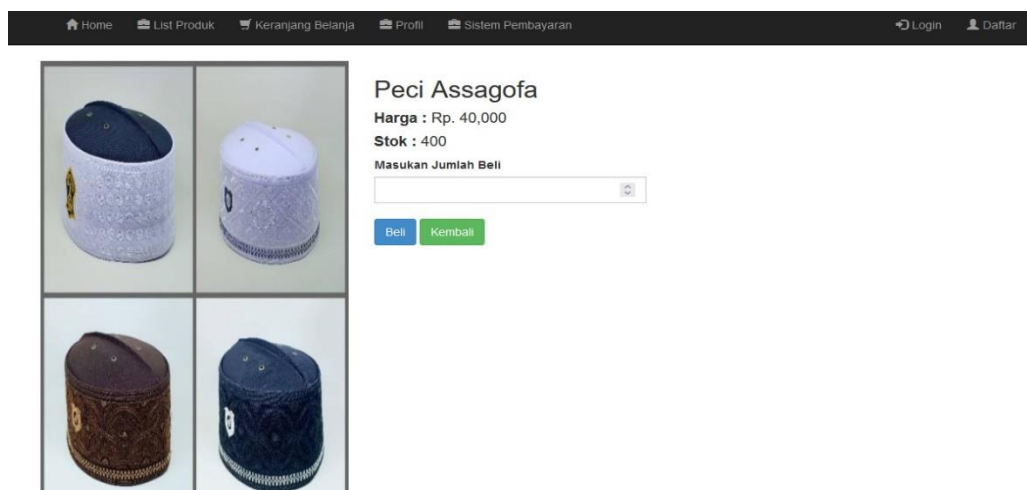 Home List Produk Keranjang Belanja Profil Sistem Pembayaran Login Daftar
Peci Assagofa
Harga : Rp. 40,000
Stok : 400
Masukan Jumlah Beli
Beli Kembali